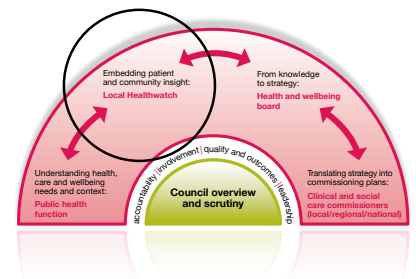 Embedding patient
and community insight:
Local Healthwatch
From knowledge
to strategy:
Health and wellbeing
board
Understanding health,
care and wellbeing
needs and context:
Public health
function
accountability | involvement | quality and outcomes | leadership
Council overview
and scrutiny
Translating strategy into
commissioning plans:
Clinical and social
care commissioners
(local/regional/national)